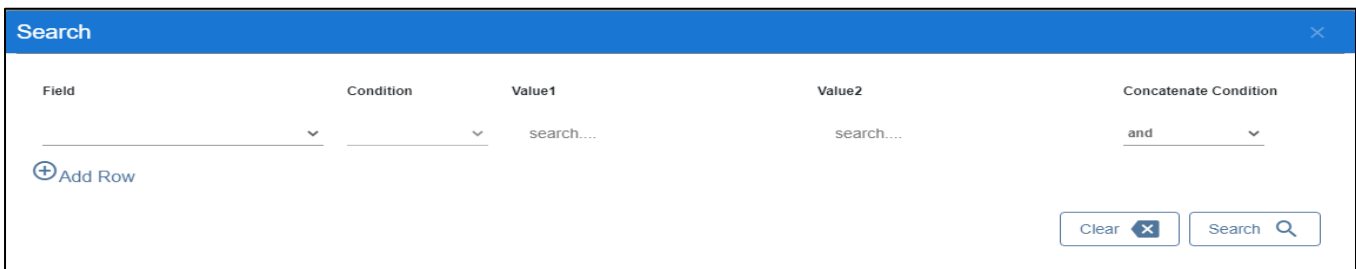 Search
Field Condition Value1 Value2 Concatenate Condition
search.... search.... and
Add Row
Clear Search